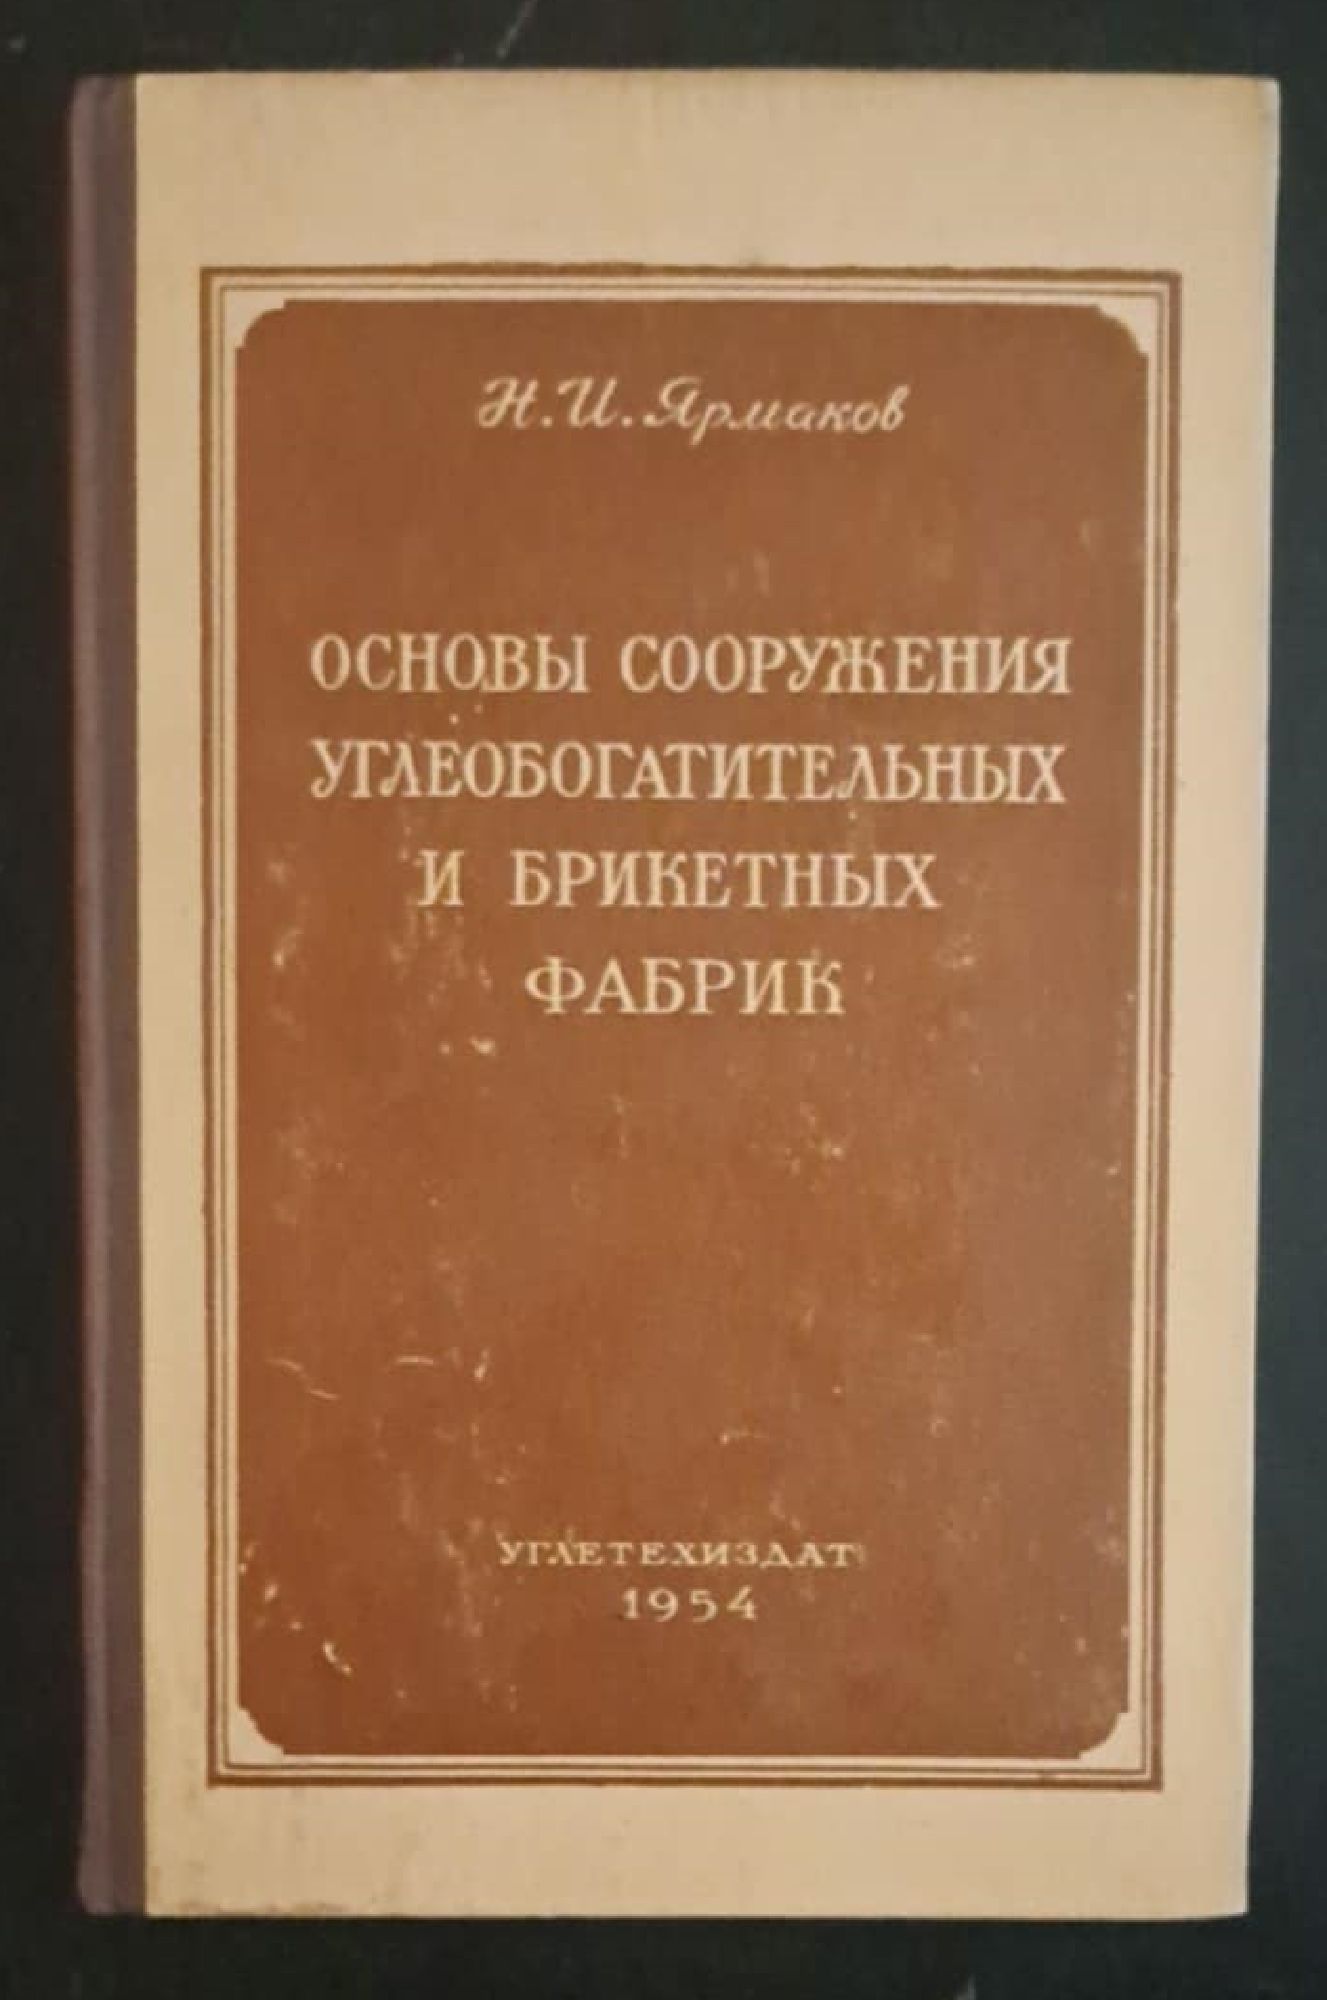 Н. И. Ярмаков
ОСНОВЫ СООРУЖЕНИЯ
УГЛЕОБОГАТИТЕЛЬНЫХ
И БРИКЕТНЫХ
ФАБРИК
УГЛЕТЕХИЗДАТ
1954